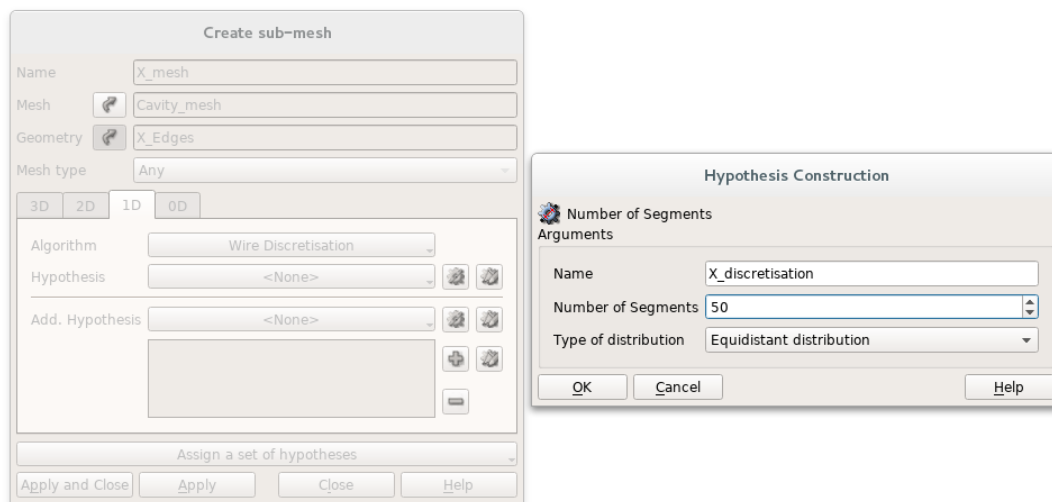 Create sub-mesh
Name X_mesh
Mesh Cavity_mesh
Geometry X_Edges
Mesh type Any
3D 2D 1D 0D
Algorithm Wire Discretisation
Hypothesis <None>
Add. Hypothesis <None>
Assign a set of hypotheses
Apply and Close Apply Close Help
Hypothesis Construction
Number of Segments
Arguments
Name X_discretisation
Number of Segments 50
Type of distribution Equidistant distribution
OK Cancel Help